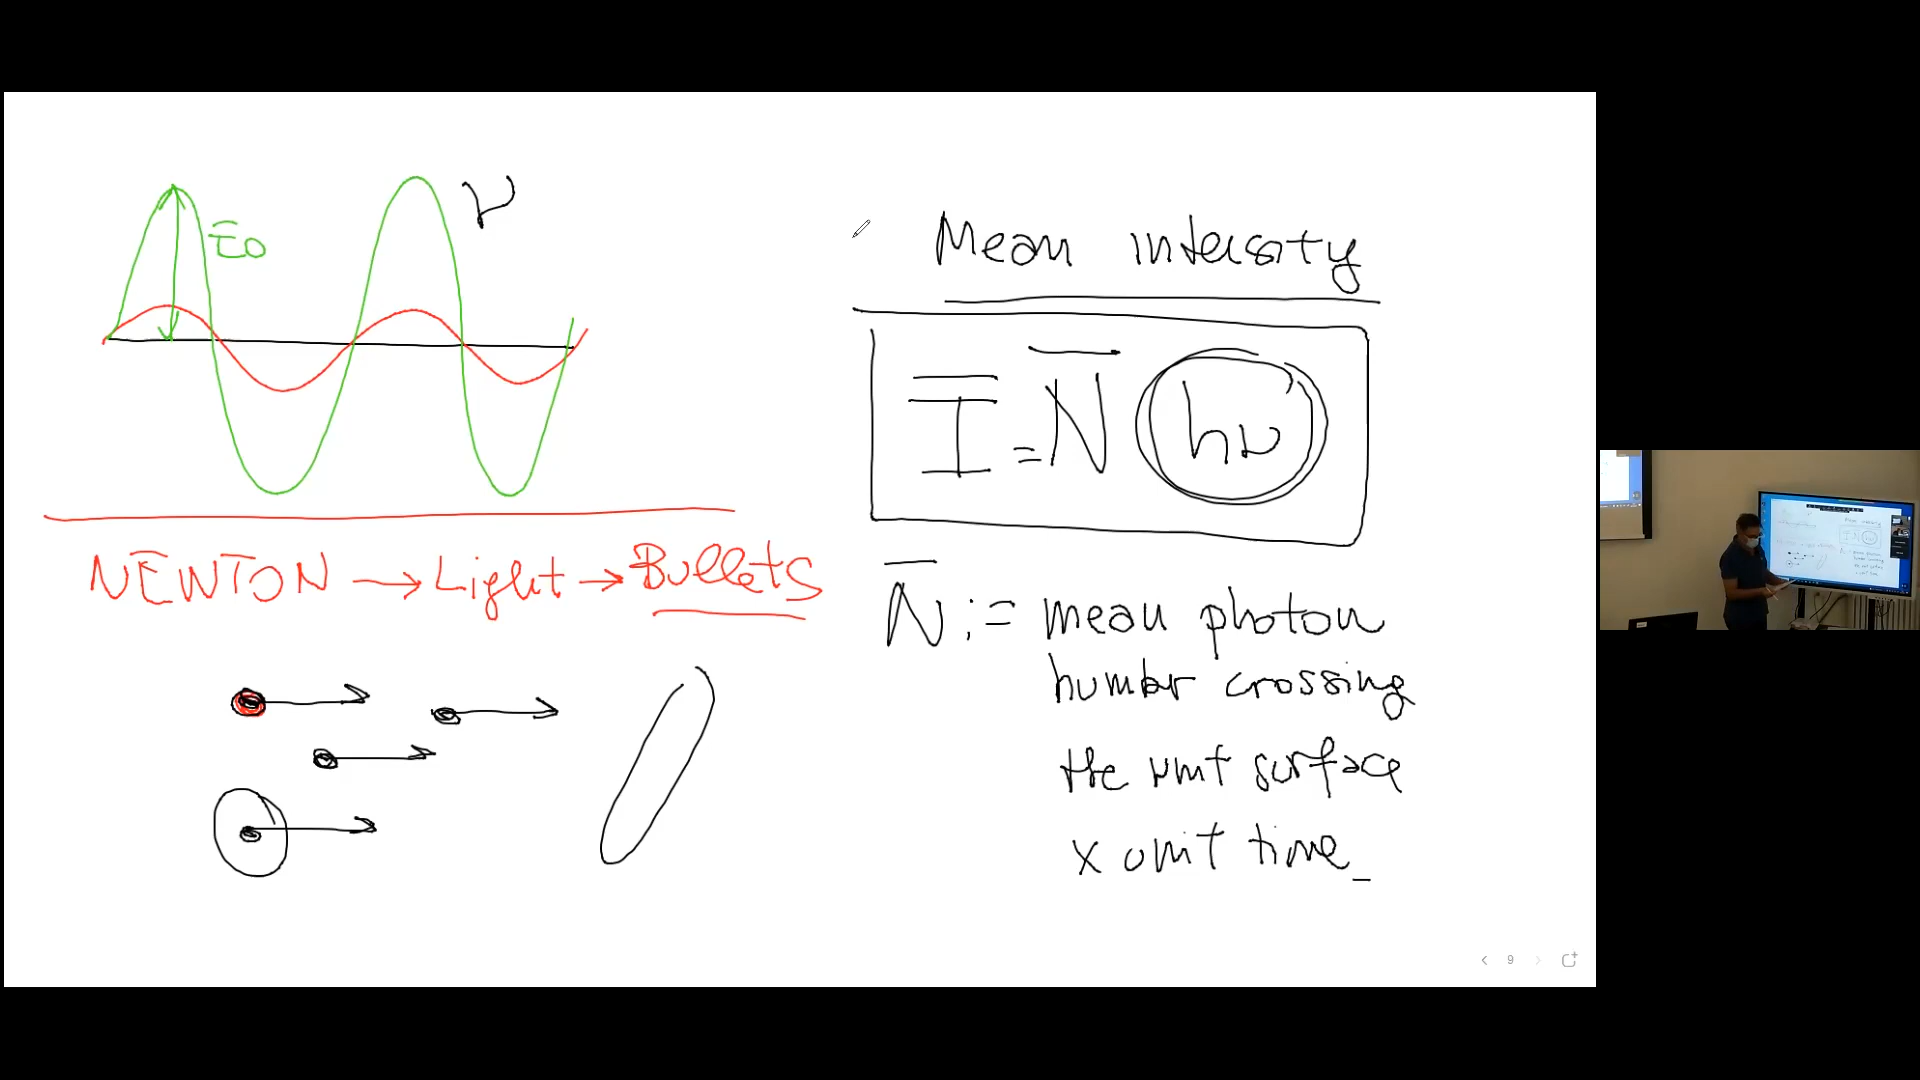 ν
E0
NEWTON → Light → Bullets
Mean intensity
I̅ = N̅ hν
N̅ := mean photon
number crossing
the unit surface
x unit time
9